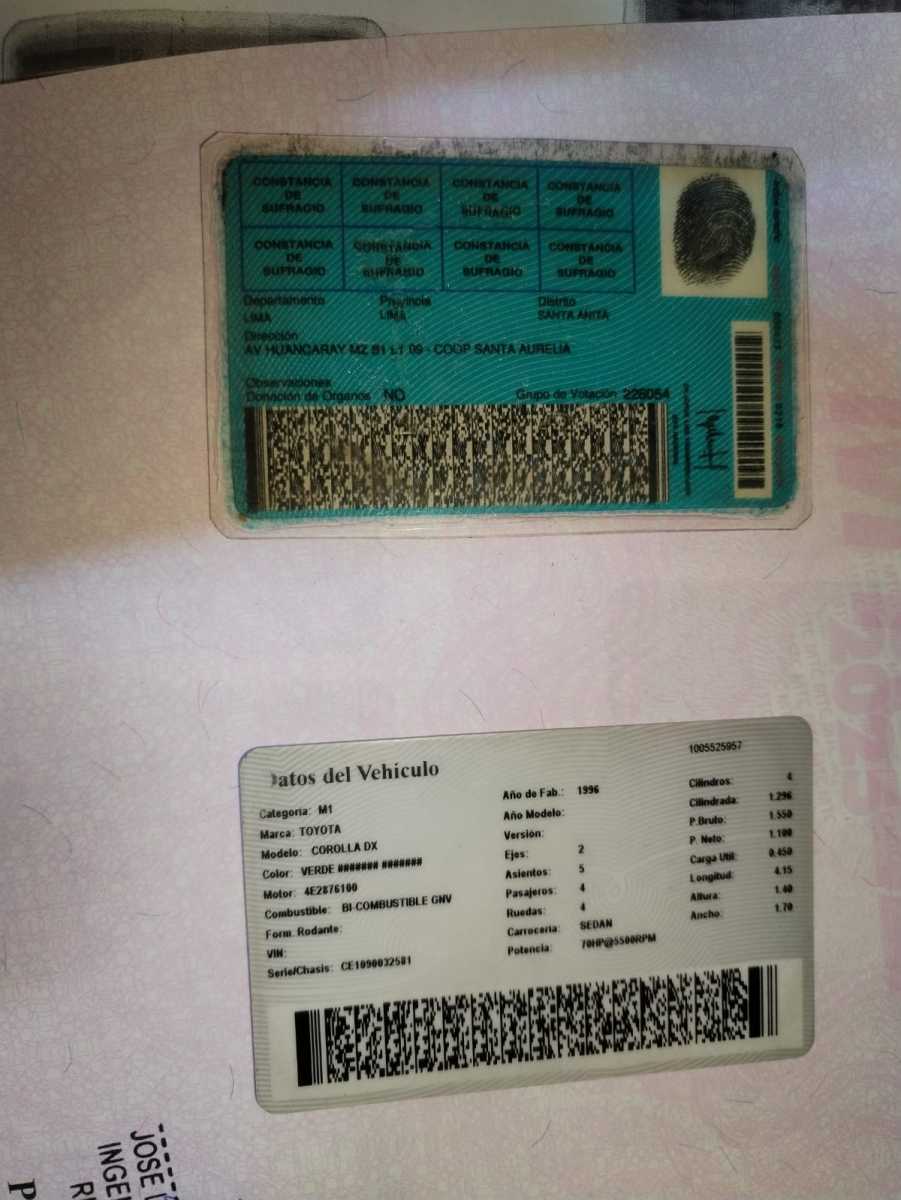 CONSTANCIA DE SUFRAGIO CONSTANCIA DE SUFRAGIO CONSTANCIA DE SUFRAGIO CONSTANCIA DE SUFRAGIO
CONSTANCIA DE SUFRAGIO CONSTANCIA DE SUFRAGIO CONSTANCIA DE SUFRAGIO CONSTANCIA DE SUFRAGIO
Departamento Provincia Distrito
LIMA LIMA SANTA ANITA
Dirección
AV HUANCARAY MZ B1 LT 09 - COOP SANTA AURELIA
Observaciones
Donación de Organos NO Grupo de Votación 226054
1005525957
atos del Vehículo
Categoria: M1 Año de Fab.: 1996 Cilindros: 4
Marca: TOYOTA Año Modelo: Cilindrada: 1.296
Modelo: COROLLA DX Versión: P.Bruto: 1.550
Color: VERDE ####### ####### Ejes: 2 P. Neto: 1.100
Motor: 4E2876100 Asientos: 5 Carga Util: 0.450
Combustible: BI-COMBUSTIBLE GNV Pasajeros: 4 Longitud: 4.15
Form. Rodante: Ruedas: 4 Altura: 1.40
VIN: Carroceria: SEDAN Ancho: 1.70
Serie/Chasis: CE1090032581 Potencia: 70HP@5500RPM
JOSE
INGE